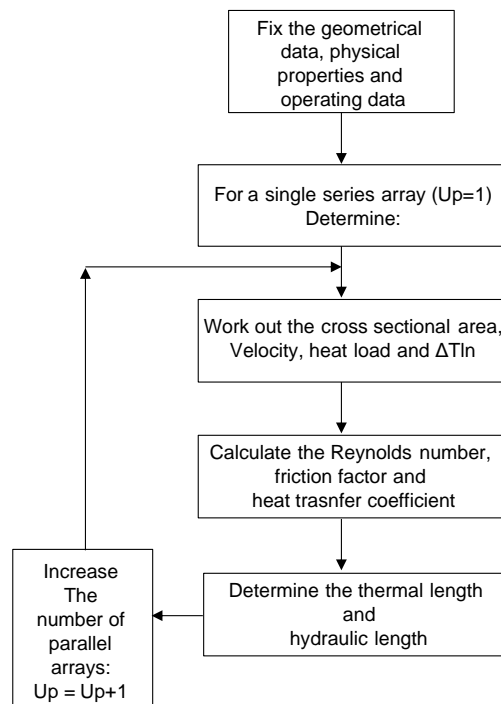 Fix the geometrical
data, physical
properties and
operating data
For a single series array (Up=1)
Determine:
Work out the cross sectional area,
Velocity, heat load and ΔTln
Calculate the Reynolds number,
friction factor and
heat trasnfer coefficient
Determine the thermal length
and
hydraulic length
Increase
The
number of
parallel
arrays:
Up = Up+1